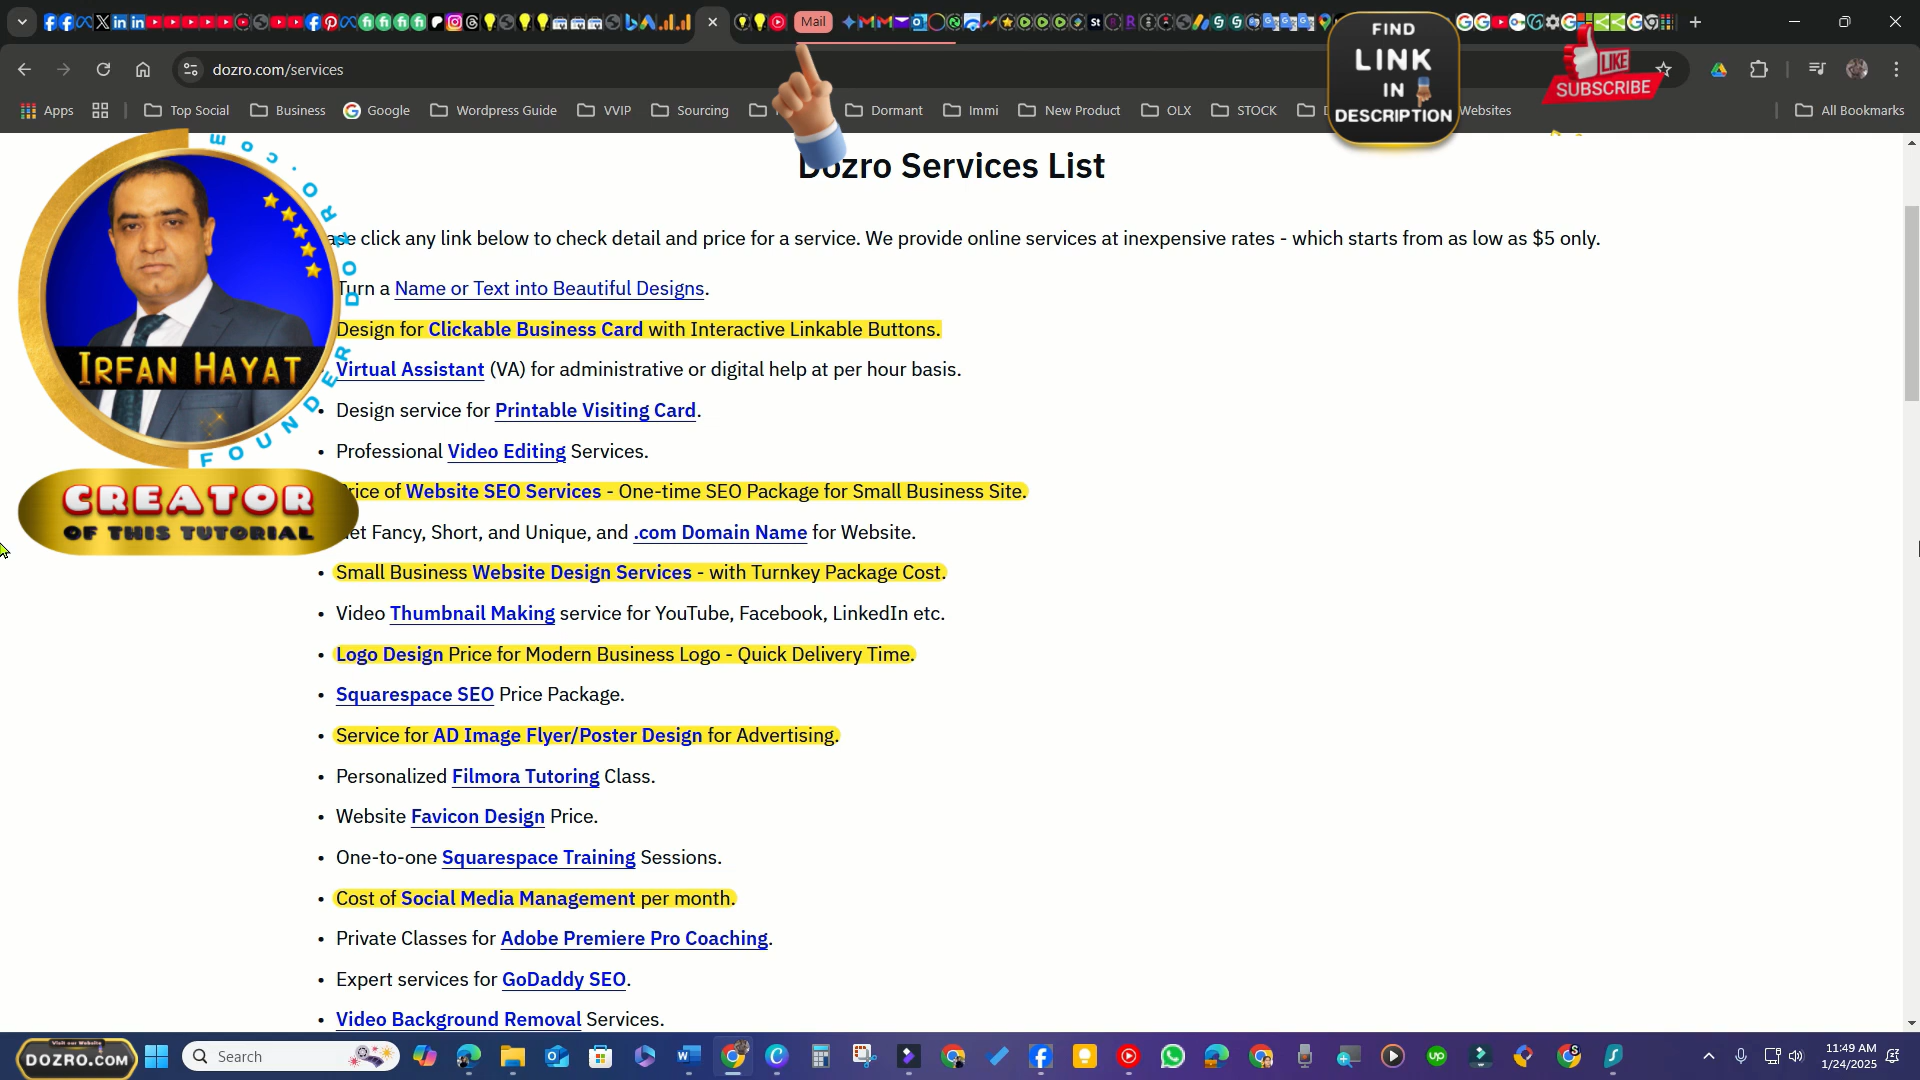 Mail
dozro.com/services
FIND
LINK
IN
DESCRIPTION
LIKE
SUBSCRIBE
Apps
Top Social
Business
Google
Wordpress Guide
VVIP
Sourcing
Dormant
Immi
New Product
OLX
STOCK
Websites
All Bookmarks
Dozro Services List
click any link below to check detail and price for a service. We provide online services at inexpensive rates - which starts from as low as $5 only.
Turn a Name or Text into Beautiful Designs.
Design for Clickable Business Card with Interactive Linkable Buttons.
Virtual Assistant (VA) for administrative or digital help at per hour basis.
• Design service for Printable Visiting Card.
• Professional Video Editing Services.
Price of Website SEO Services - One-time SEO Package for Small Business Site.
Get Fancy, Short, and Unique, and .com Domain Name for Website.
• Small Business Website Design Services - with Turnkey Package Cost.
• Video Thumbnail Making service for YouTube, Facebook, LinkedIn etc.
• Logo Design Price for Modern Business Logo - Quick Delivery Time.
• Squarespace SEO Price Package.
• Service for AD Image Flyer/Poster Design for Advertising.
• Personalized Filmora Tutoring Class.
• Website Favicon Design Price.
• One-to-one Squarespace Training Sessions.
• Cost of Social Media Management per month.
• Private Classes for Adobe Premiere Pro Coaching.
• Expert services for GoDaddy SEO.
• Video Background Removal Services.
IRFAN HAYAT
FOUNDER DOZRO.COM
CREATOR
OF THIS TUTORIAL
Visit our Website
DOZRO.COM
Search
11:49 AM
1/24/2025